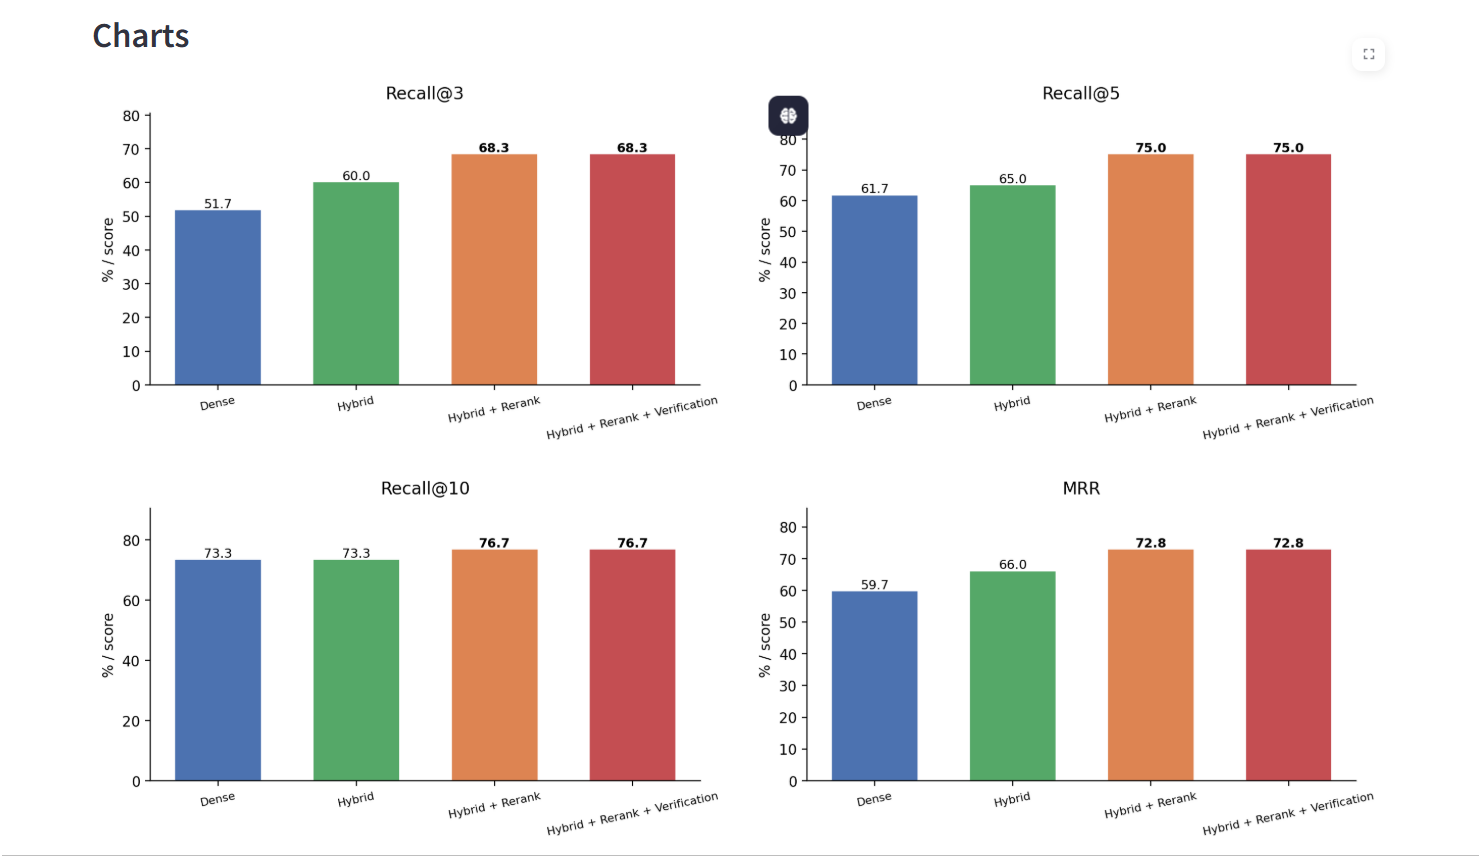 Charts
Recall@3
% / score
80
70
60
50
40
30
20
10
0
51.7
60.0
68.3
68.3
Dense
Hybrid
Hybrid + Rerank
Hybrid + Rerank + Verification
Recall@5
% / score
80
70
60
50
40
30
20
10
0
61.7
65.0
75.0
75.0
Dense
Hybrid
Hybrid + Rerank
Hybrid + Rerank + Verification
Recall@10
% / score
80
60
40
20
0
73.3
73.3
76.7
76.7
Dense
Hybrid
Hybrid + Rerank
Hybrid + Rerank + Verification
MRR
% / score
80
70
60
50
40
30
20
10
0
59.7
66.0
72.8
72.8
Dense
Hybrid
Hybrid + Rerank
Hybrid + Rerank + Verification